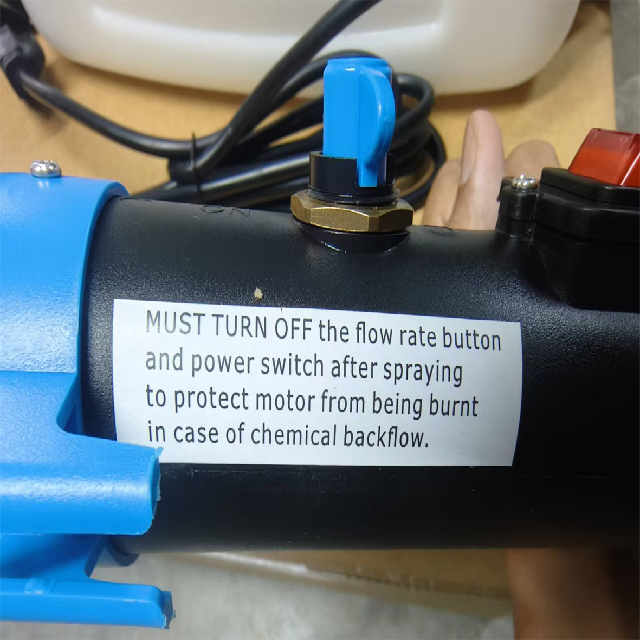 ON
MUST TURN OFF the flow rate button
and power switch after spraying
to protect motor from being burnt
in case of chemical backflow.